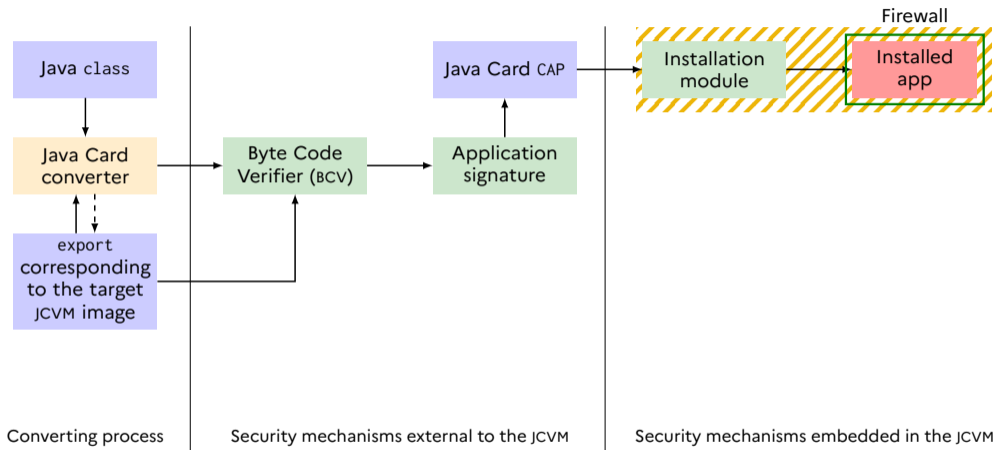 Firewall
Java class
Java Card CAP
Installation
module
Installed
app
Java Card
converter
Byte Code
Verifier (BCV)
Application
signature
export
corresponding
to the target
JCVM image
Converting process
Security mechanisms external to the JCVM
Security mechanisms embedded in the JCVM